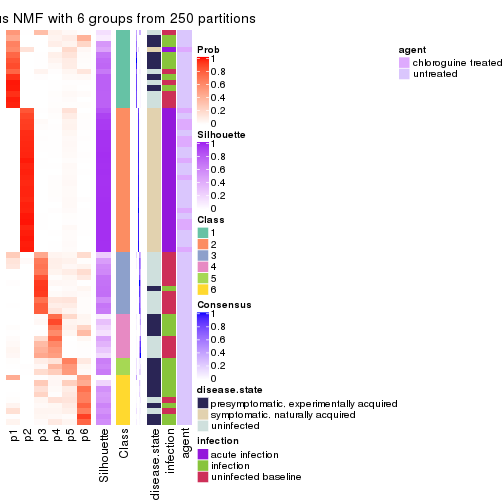 us NMF with 6 groups from 250 partitions
Prob
1
0.8
0.6
0.4
0.2
0
Silhouette
1
0.8
0.6
0.4
0.2
0
Class
1
2
3
4
5
6
Consensus
1
0.8
0.6
0.4
0.2
0
disease.state
presymptomatic, experimentally acquired
symptomatic, naturally acquired
uninfected
infection
acute infection
infection
uninfected baseline
agent
chloroguine treated
untreated
p1
p2
p3
p4
p5
p6
Silhouette
Class
disease.state
infection
agent